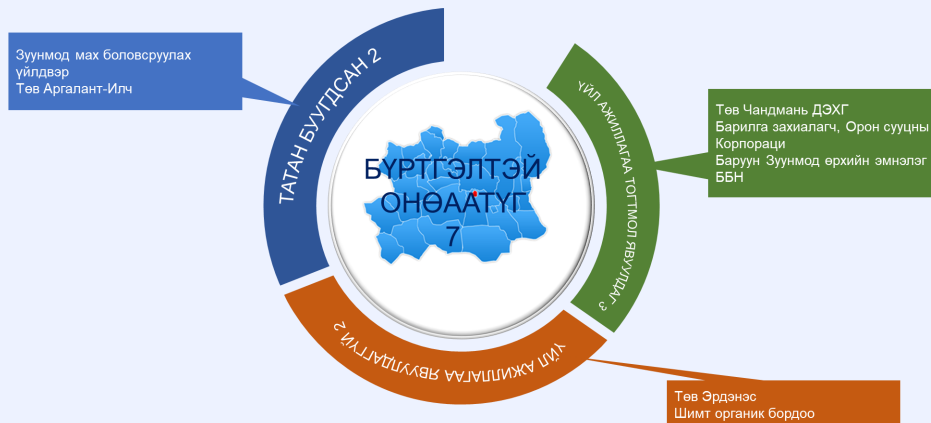 Зуунмод мах боловсруулах
үйлдвэр
Төв Аргалант-Илч
ТАТАН БУУГДСАН 2
БҮРТГЭЛТЭЙ
ОНӨААТҮГ
7
ҮЙЛ АЖИЛЛАГАА ТОГТМОЛ ЯВУУЛДАГ 3
Төв Чандмань ДЭХГ
Барилга захиалагч, Орон сууцны
Корпораци
Баруун Зуунмод өрхийн эмнэлэг
ББН
ҮЙЛ АЖИЛЛАГАА ЯВУУЛДАГГҮЙ 2
Төв Эрдэнэс
Шимт органик бордоо